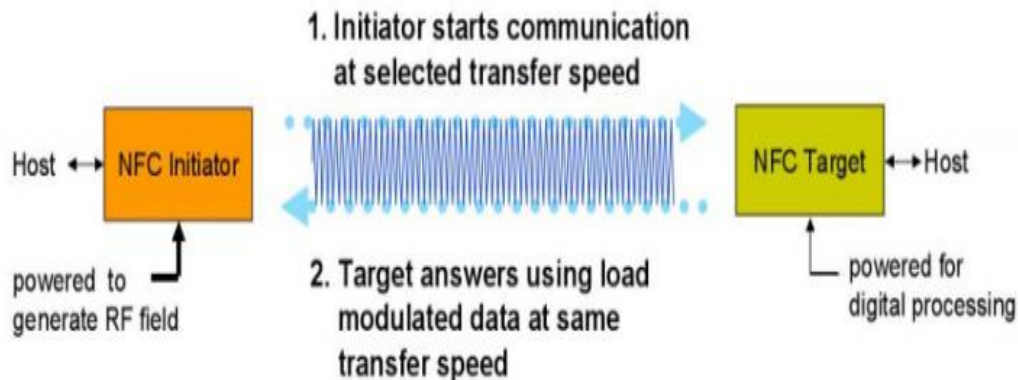 1. Initiator starts communication
at selected transfer speed
Host
NFC Initiator
NFC Target
Host
powered to
generate RF field
2. Target answers using load
modulated data at same
transfer speed
powered for
digital processing